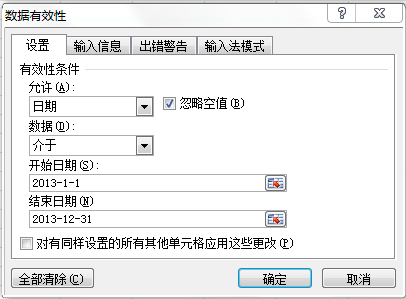 数据有效性
设置 输入信息 出错警告 输入法模式
有效性条件
允许(A):
日期 忽略空值(B)
数据(D):
介于
开始日期(S):
2013-1-1
结束日期(N)
2013-12-31
对有同样设置的所有其他单元格应用这些更改(P)
全部清除(C) 确定 取消